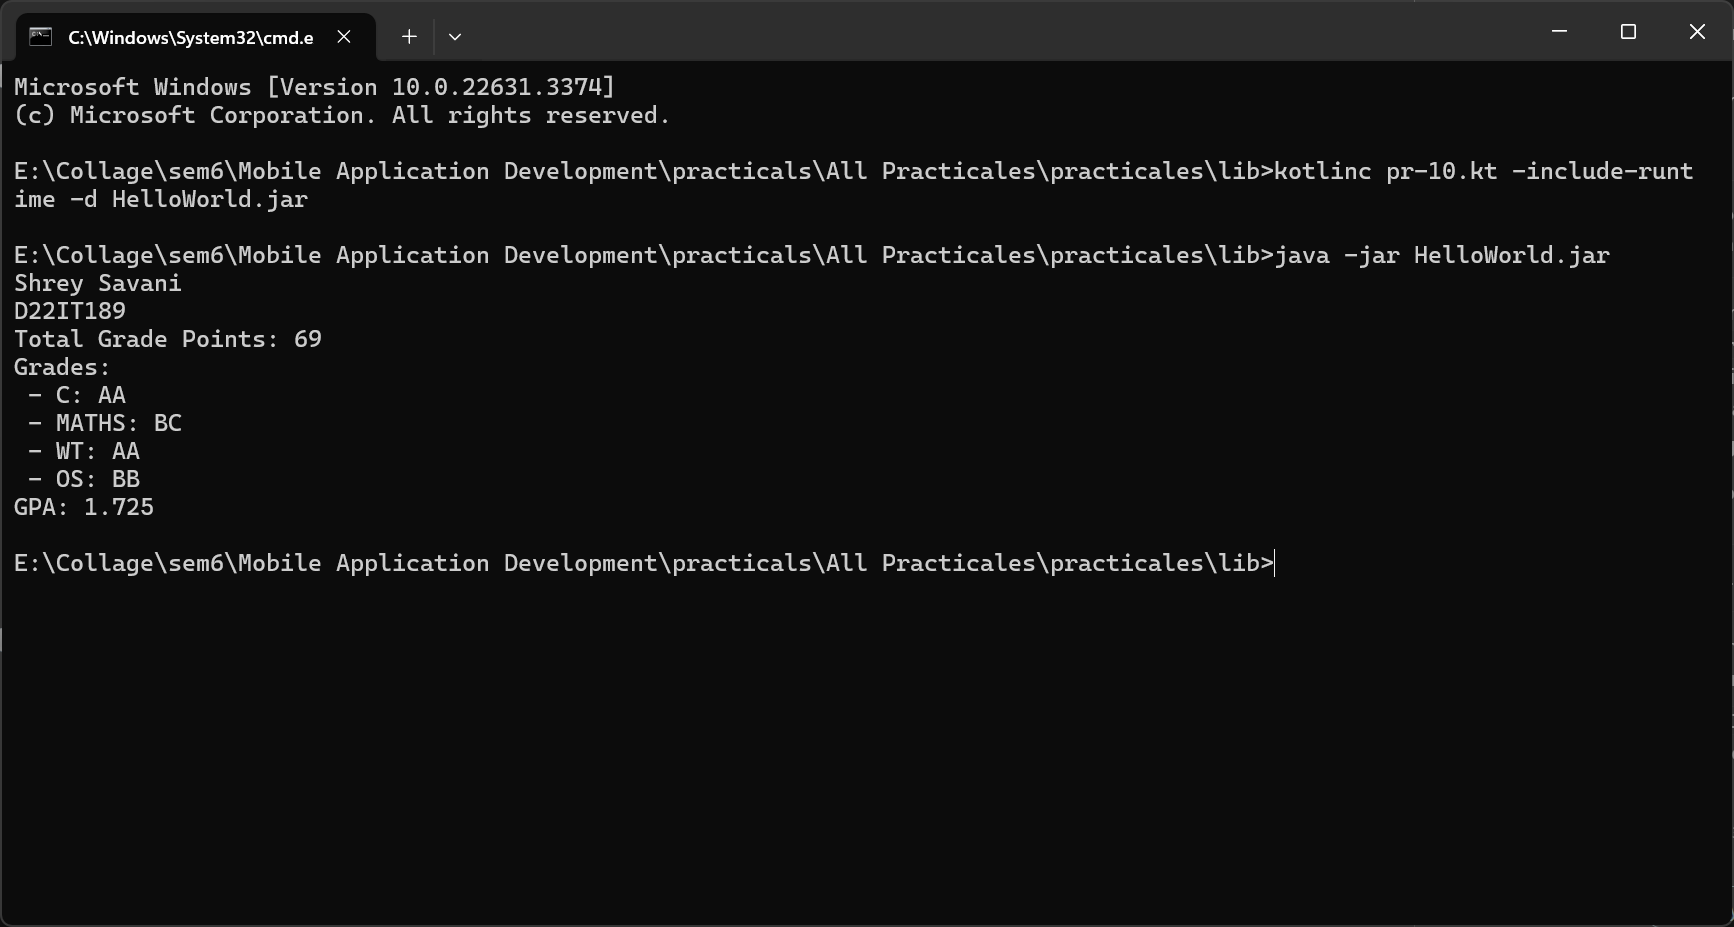 C:\Windows\System32\cmd.e
Microsoft Windows [Version 10.0.22631.3374]
(c) Microsoft Corporation. All rights reserved.
E:\Collage\sem6\Mobile Application Development\practicals\All Practicales\practicales\lib>kotlinc pr-10.kt -include-runt
ime -d HelloWorld.jar
E:\Collage\sem6\Mobile Application Development\practicals\All Practicales\practicales\lib>java -jar HelloWorld.jar
Shrey Savani
D22IT189
Total Grade Points: 69
Grades:
 - C: AA
 - MATHS: BC
 - WT: AA
 - OS: BB
GPA: 1.725
E:\Collage\sem6\Mobile Application Development\practicals\All Practicales\practicales\lib>